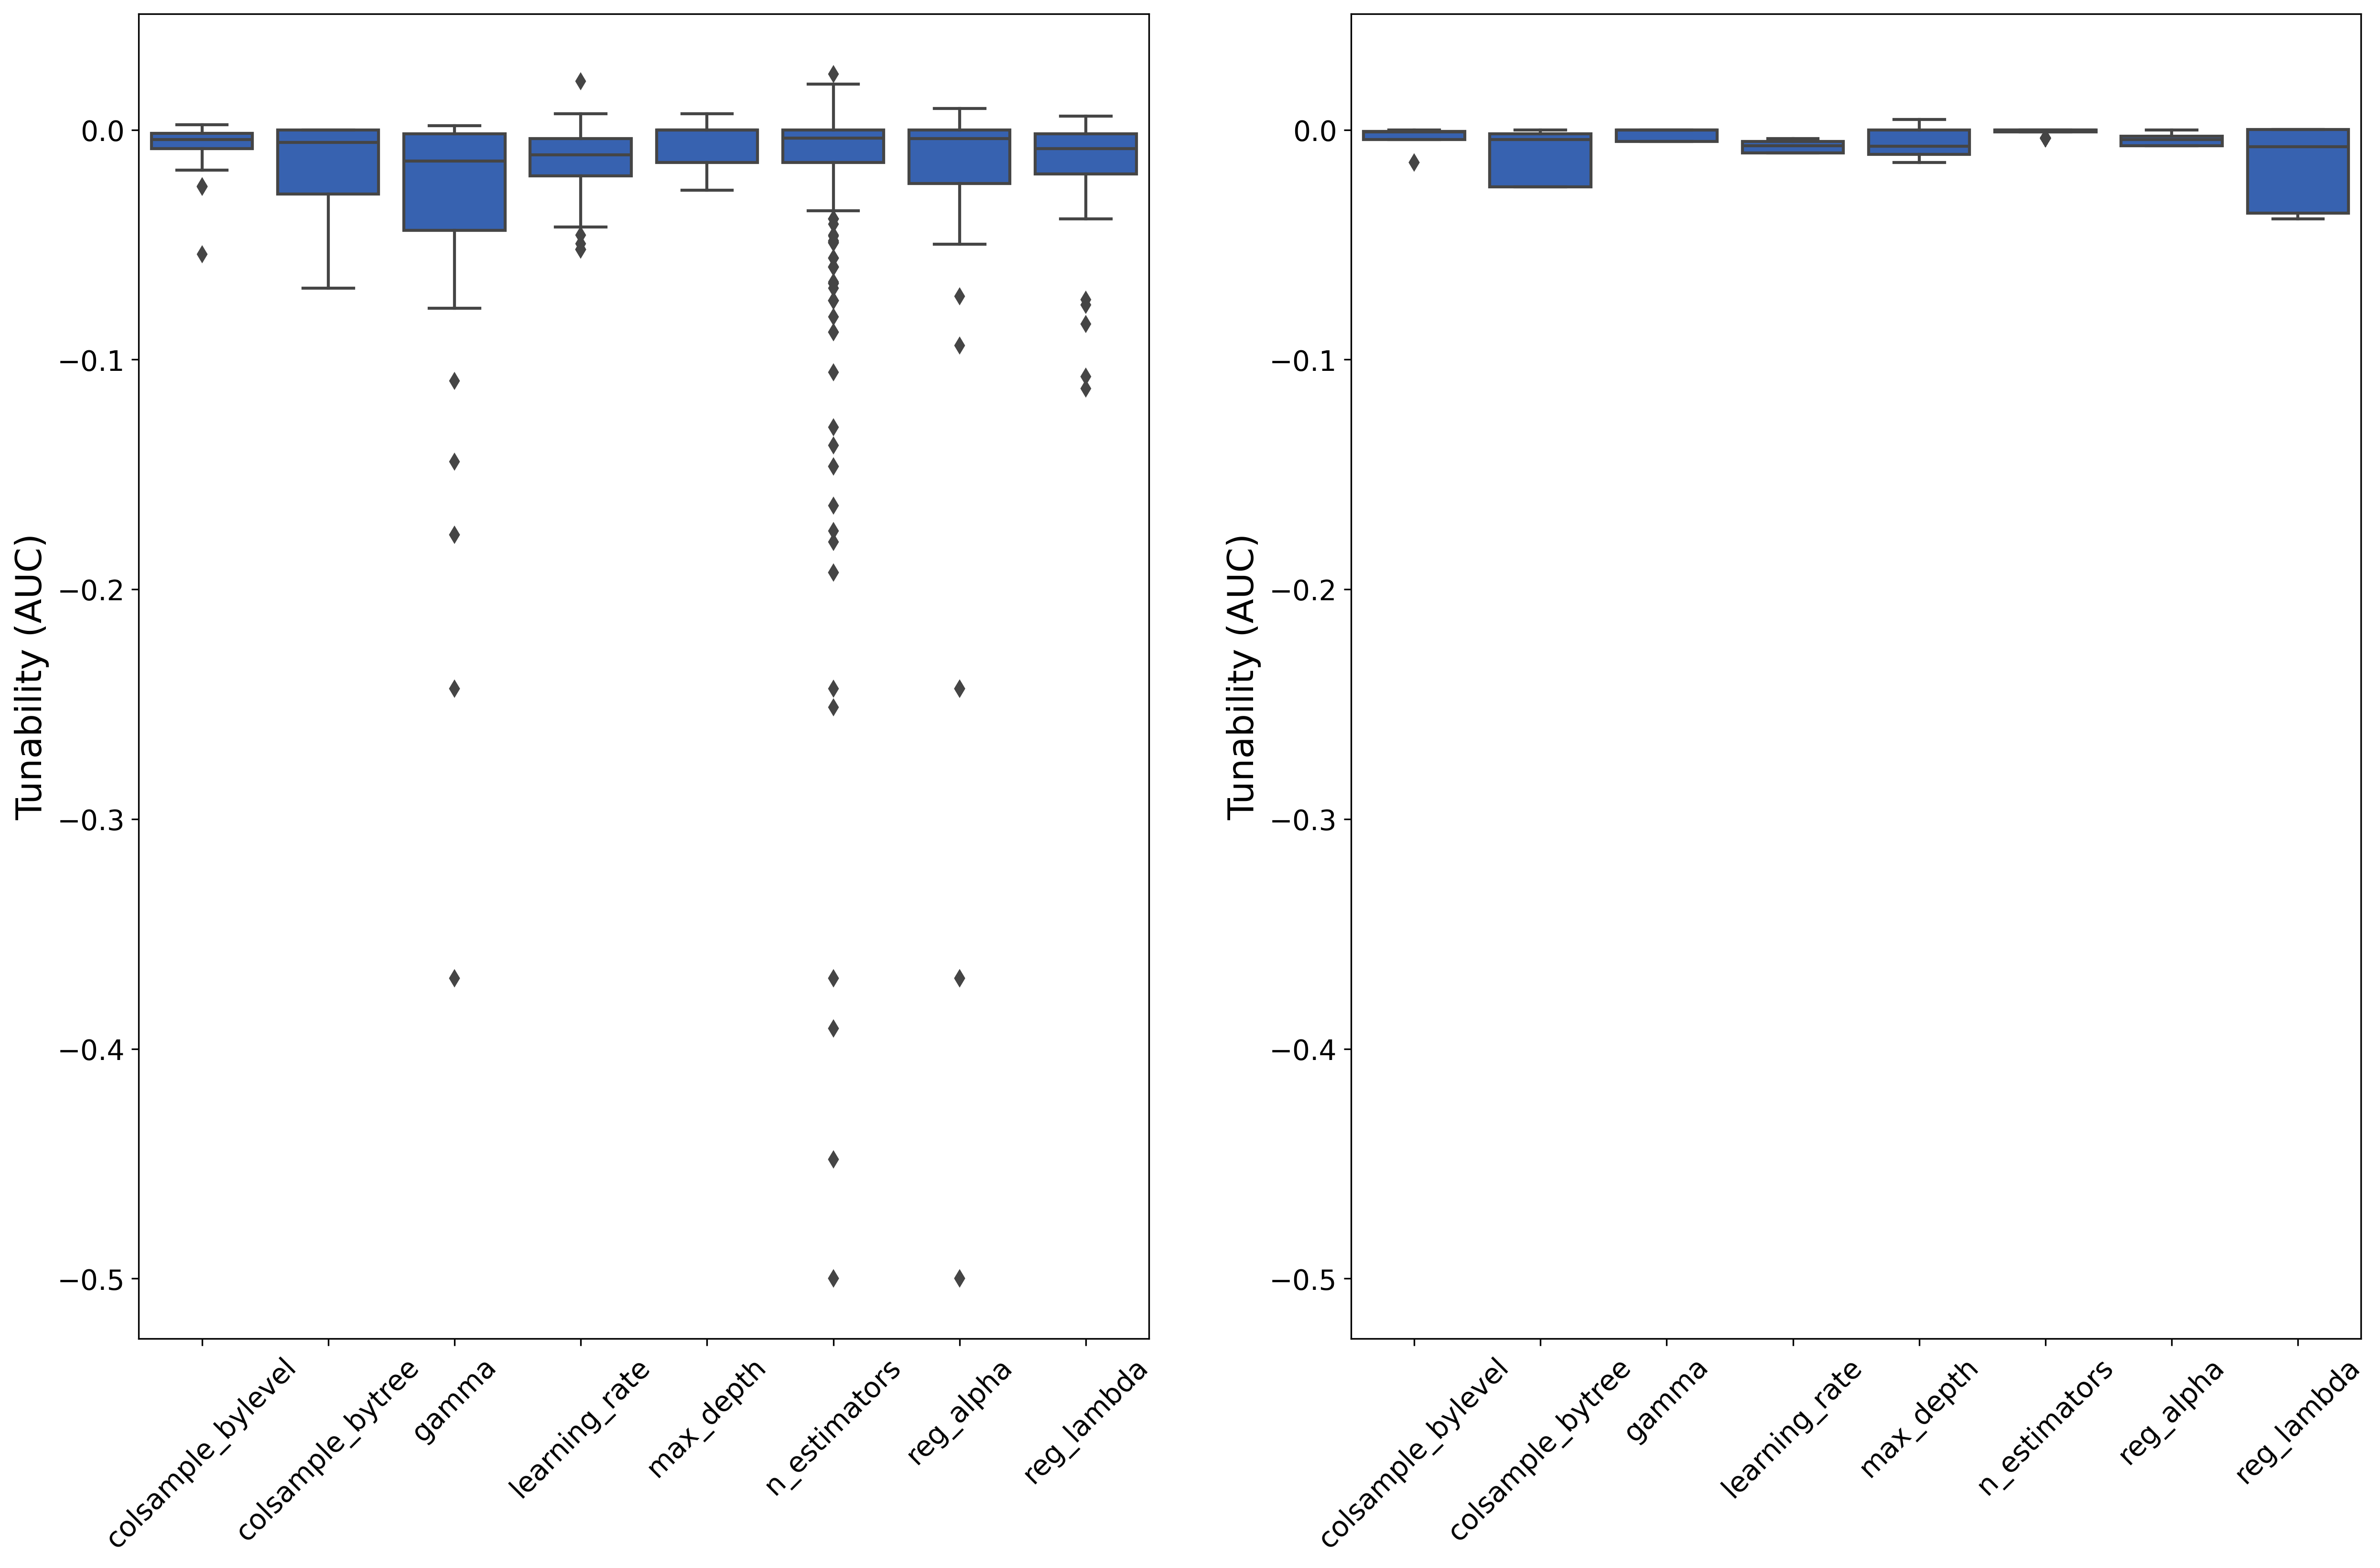 Tunability (AUC)
0.0
−0.1
−0.2
−0.3
−0.4
−0.5
colsample_bylevel
colsample_bytree
gamma
learning_rate
max_depth
n_estimators
reg_alpha
reg_lambda
Tunability (AUC)
0.0
−0.1
−0.2
−0.3
−0.4
−0.5
colsample_bylevel
colsample_bytree
gamma
learning_rate
max_depth
n_estimators
reg_alpha
reg_lambda